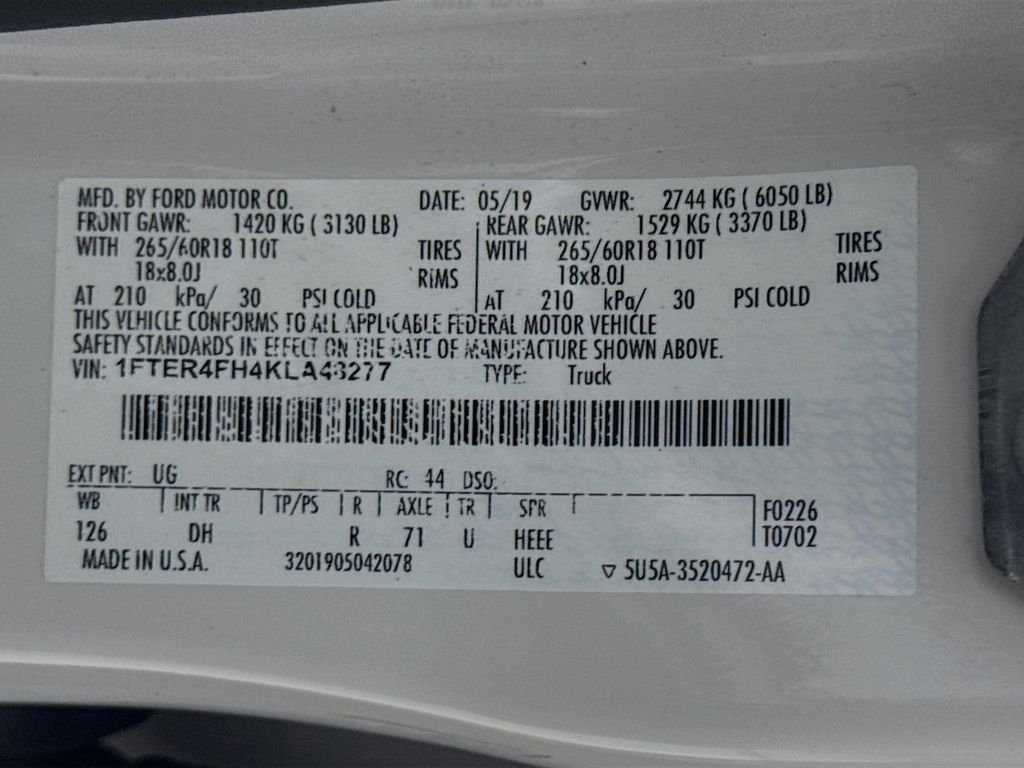 MFD. BY FORD MOTOR CO. DATE: 05/19 GVWR: 2744 KG ( 6050 LB)
FRONT GAWR: 1420 KG ( 3130 LB) REAR GAWR: 1529 KG ( 3370 LB)
WITH 265/60R18 110T TIRES WITH 265/60R18 110T TIRES
18x8.0J RIMS 18x8.0J RIMS
AT 210 kPa/ 30 PSI COLD AT 210 kPa/ 30 PSI COLD
THIS VEHICLE CONFORMS TO ALL APPLICABLE FEDERAL MOTOR VEHICLE
SAFETY STANDARDS IN EFFECT ON THE DATE OF MANUFACTURE SHOWN ABOVE.
VIN: 1FTER4FH4KLA48277 TYPE: Truck
EXT PNT: UG RC: 44 DSO:
WB INT TR TP/PS R AXLE TR SPR F0226
126 DH R 71 U HEEE T0702
MADE IN U.S.A. 3201905042078 ULC ▽ 5U5A-3520472-AA